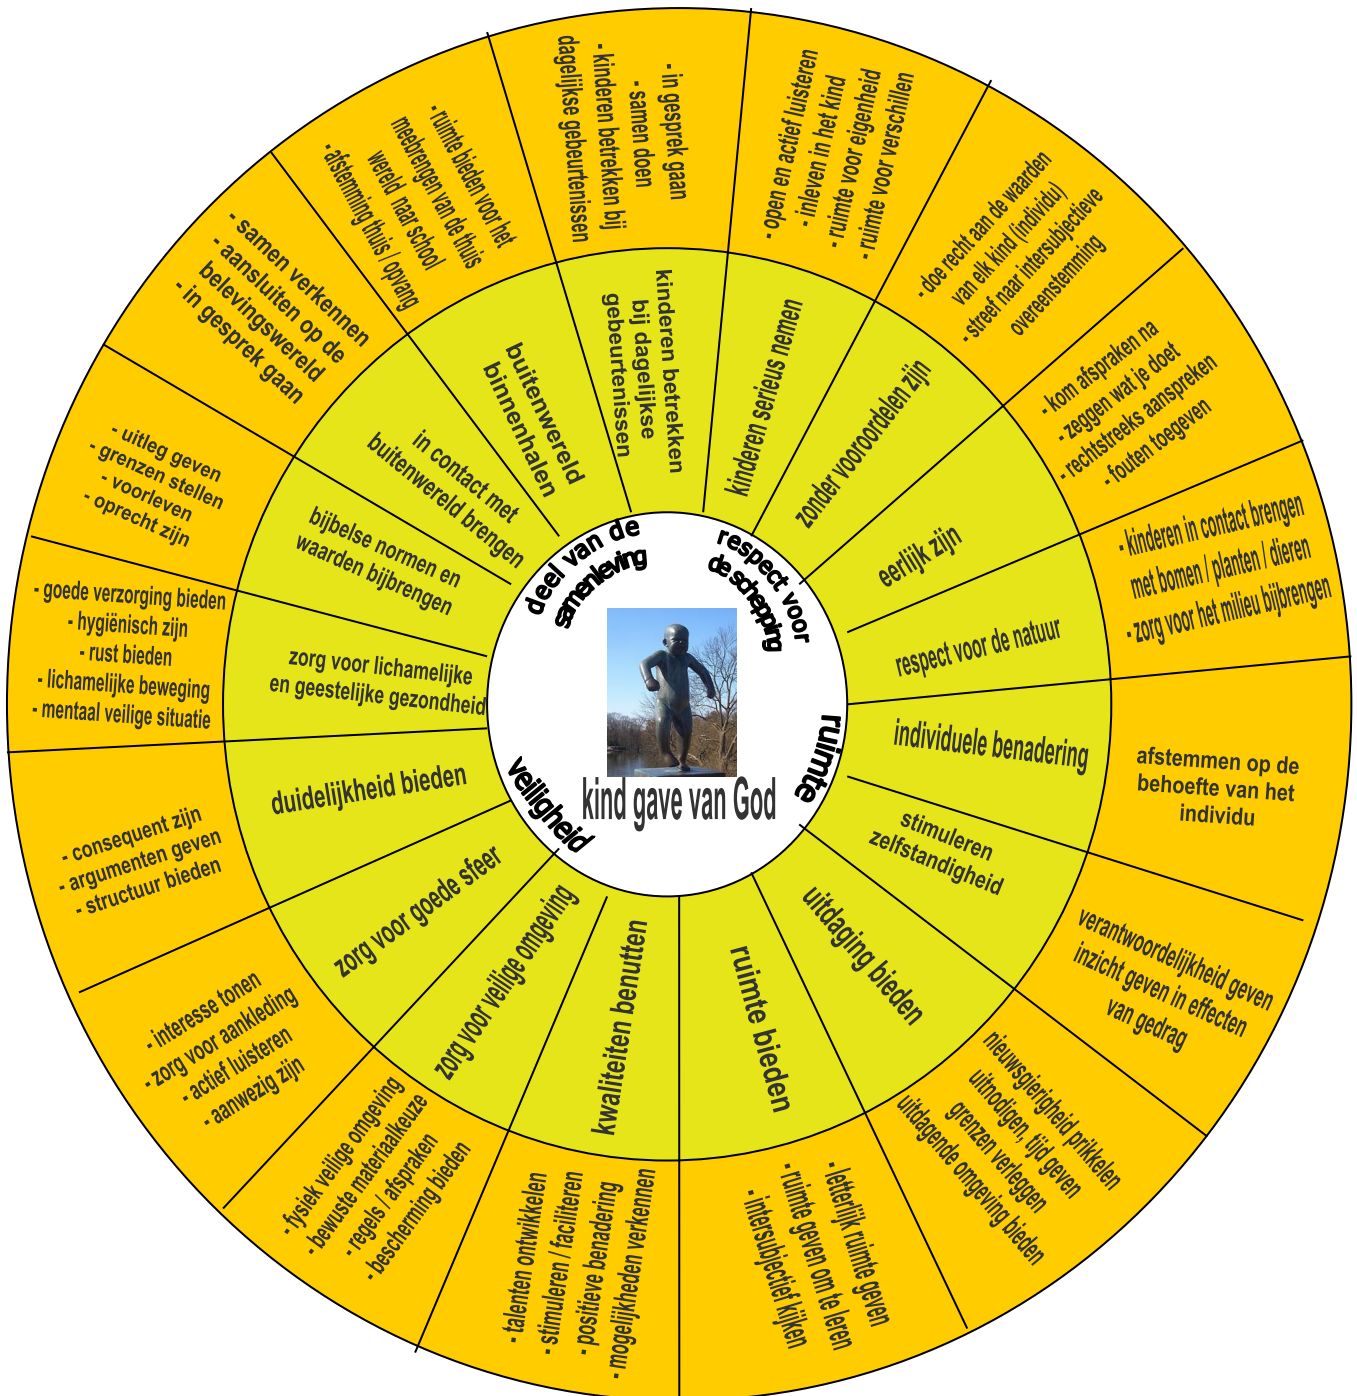 kind gave van God
deel van de
samenleving
respect voor
de schepping
ruimte
veiligheid
kinderen betrekken
bij dagelijkse
gebeurtenissen
- in gesprek gaan
- samen doen
- kinderen betrekken bij
dagelijkse gebeurtenissen
kinderen serieus nemen
- open en actief luisteren
- inleven in het kind
- ruimte voor eigenheid
- ruimte voor verschillen
zonder vooroordelen zijn
- doe recht aan de waarden
van elk kind (individu)
- streef naar intersubjectieve
overeenstemming
eerlijk zijn
- kom afspraken na
- zeggen wat je doet
- rechtstreeks aanspreken
- fouten toegeven
respect voor de natuur
- kinderen in contact brengen
met bomen / planten / dieren
- zorg voor het milieu bijbrengen
individuele benadering
afstemmen op de
behoefte van het
individu
stimuleren
zelfstandigheid
verantwoordelijkheid geven
inzicht geven in effecten
van gedrag
uitdaging bieden
nieuwsgierigheid prikkelen
uitnodigen, tijd geven
grenzen verleggen
uitdagende omgeving bieden
ruimte bieden
- letterlijk ruimte geven
- ruimte geven om te leren
- intersubjectief kijken
kwaliteiten benutten
- talenten ontwikkelen
- stimuleren / faciliteren
- positieve benadering
- mogelijkheden verkennen
zorg voor veilige omgeving
- fysiek veilige omgeving
- bewuste materiaalkeuze
- regels / afspraken
- bescherming bieden
zorg voor goede sfeer
- interesse tonen
- zorg voor aankleding
- actief luisteren
- aanwezig zijn
duidelijkheid bieden
- consequent zijn
- argumenten geven
- structuur bieden
zorg voor lichamelijke
en geestelijke gezondheid
- goede verzorging bieden
- hygiënisch zijn
- rust bieden
- lichamelijke beweging
- mentaal veilige situatie
bijbelse normen en
waarden bijbrengen
- uitleg geven
- grenzen stellen
- voorleven
- oprecht zijn
in contact met
buitenwereld brengen
- samen verkennen
- aansluiten op de
belevingswereld
- in gesprek gaan
buitenwereld
binnenhalen
- ruimte bieden voor het
meebrengen van de thuis
wereld naar school
- afstemming thuis / opvang